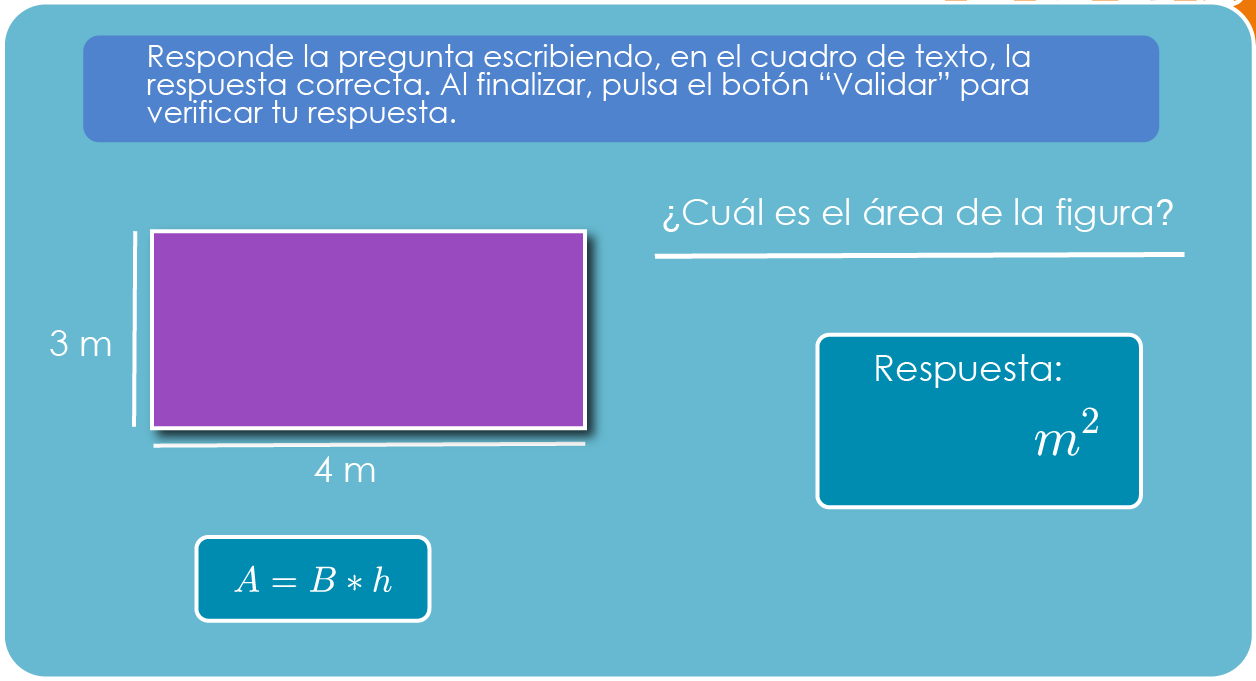 Responde la pregunta escribiendo, en el cuadro de texto, la
respuesta correcta. Al finalizar, pulsa el botón “Validar” para
verificar tu respuesta.
¿Cuál es el área de la figura?
3 m
4 m
Respuesta:
m²
A = B * h